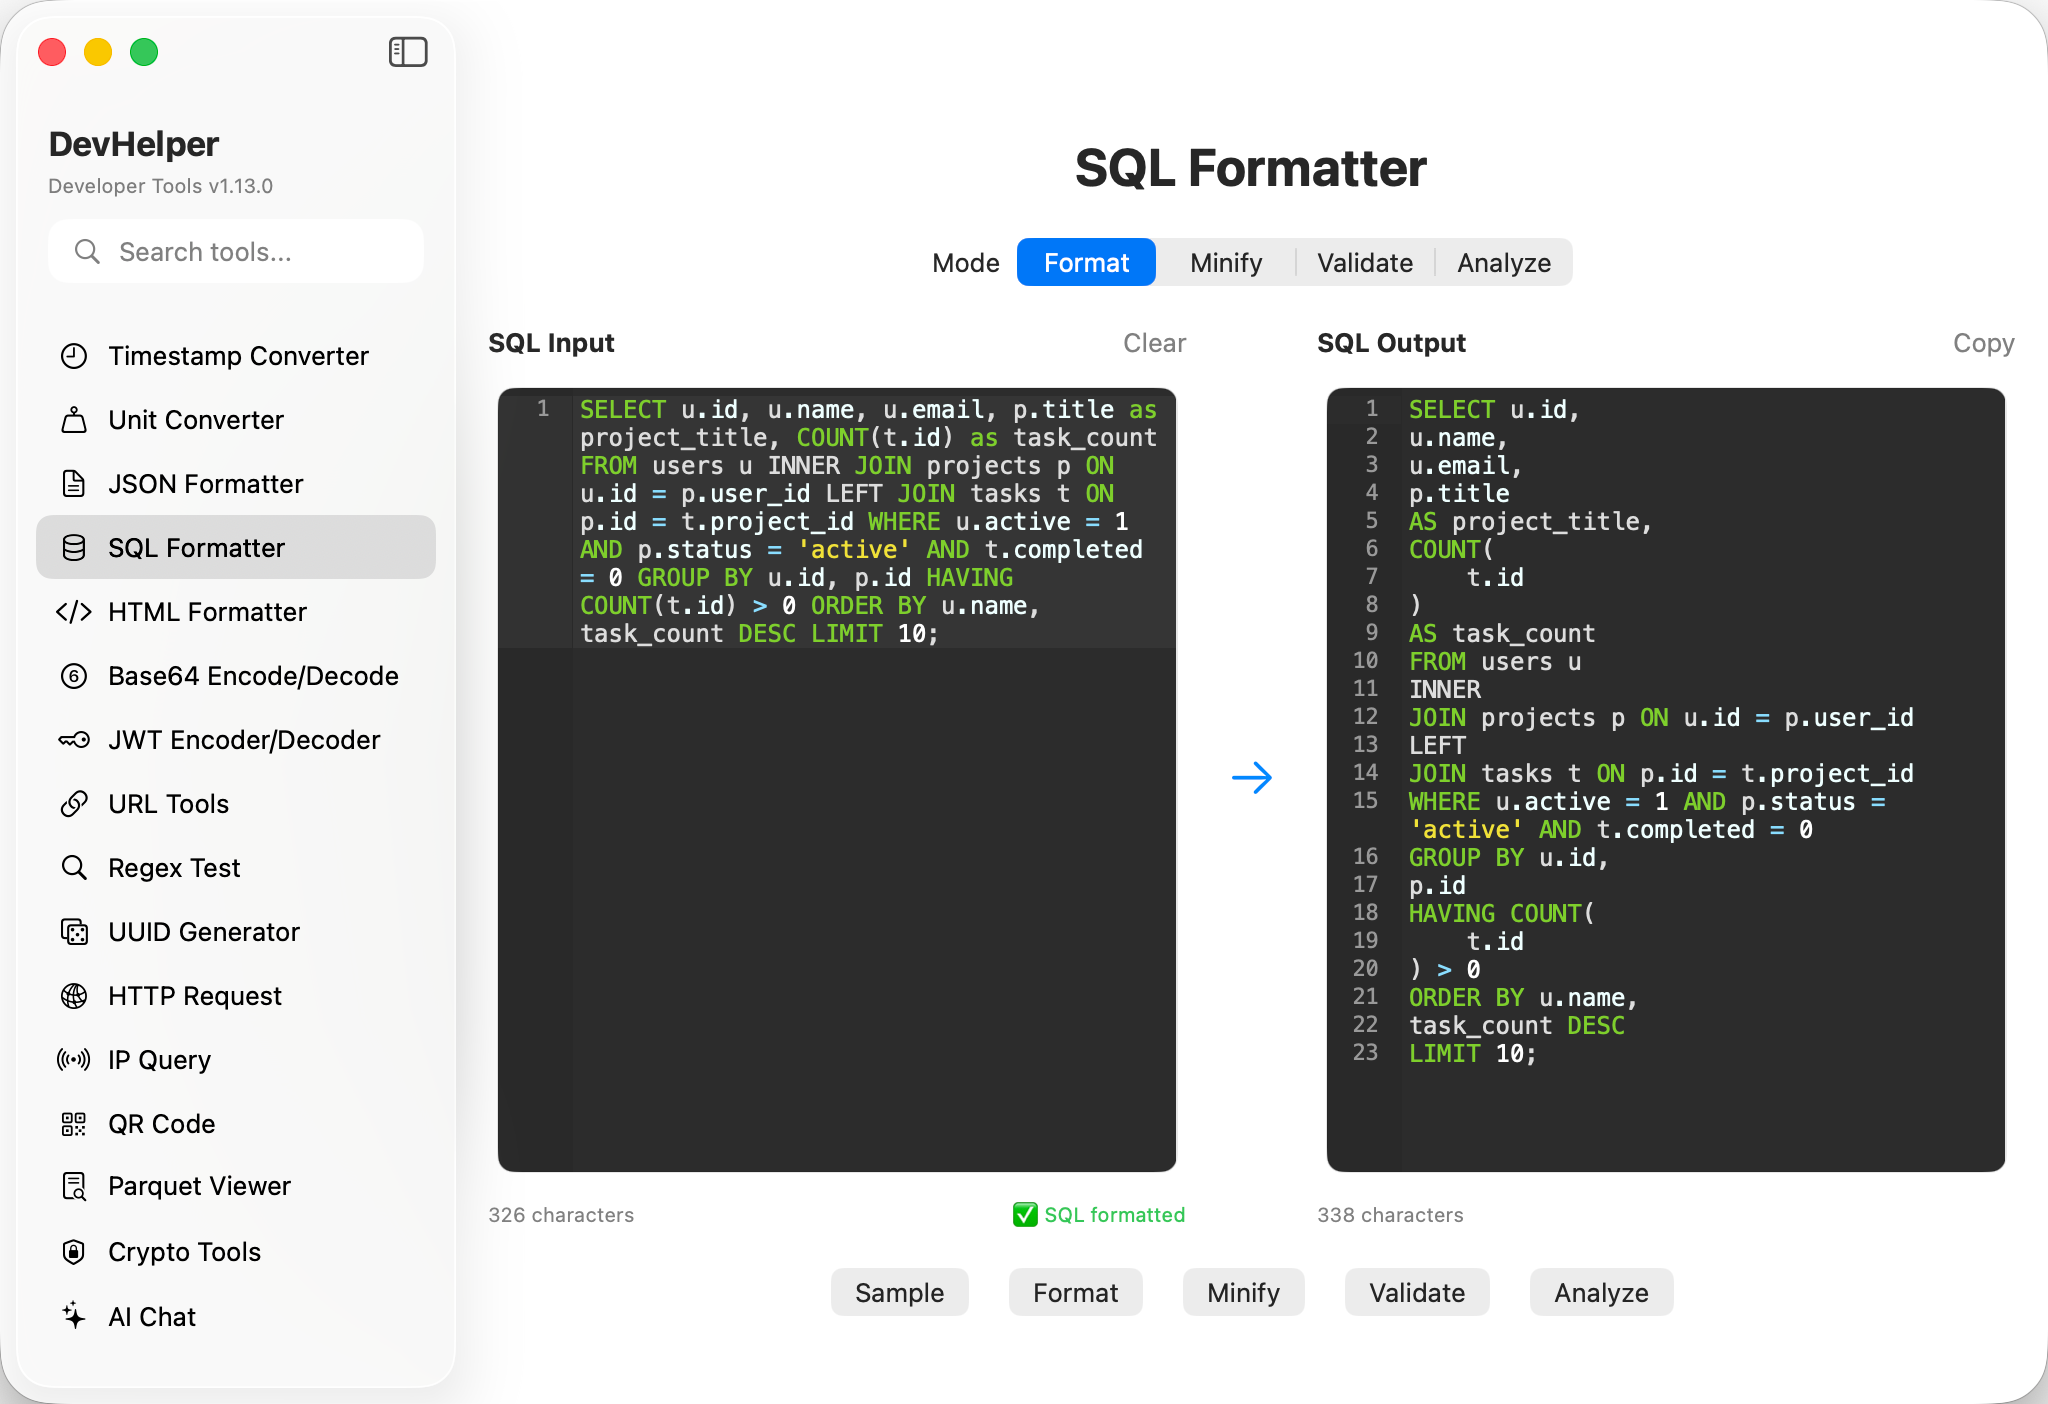 DevHelper
Developer Tools v1.13.0
Search tools...
Timestamp Converter
Unit Converter
JSON Formatter
SQL Formatter
HTML Formatter
Base64 Encode/Decode
JWT Encoder/Decoder
URL Tools
Regex Test
UUID Generator
HTTP Request
IP Query
QR Code
Parquet Viewer
Crypto Tools
AI Chat
SQL Formatter
Mode Format Minify Validate Analyze
SQL Input Clear
1 SELECT u.id, u.name, u.email, p.title as
project_title, COUNT(t.id) as task_count
FROM users u INNER JOIN projects p ON
u.id = p.user_id LEFT JOIN tasks t ON
p.id = t.project_id WHERE u.active = 1
AND p.status = 'active' AND t.completed
= 0 GROUP BY u.id, p.id HAVING
COUNT(t.id) > 0 ORDER BY u.name,
task_count DESC LIMIT 10;
326 characters
✅ SQL formatted
SQL Output Copy
1 SELECT u.id,
2 u.name,
3 u.email,
4 p.title
5 AS project_title,
6 COUNT(
7 t.id
8 )
9 AS task_count
10 FROM users u
11 INNER
12 JOIN projects p ON u.id = p.user_id
13 LEFT
14 JOIN tasks t ON p.id = t.project_id
15 WHERE u.active = 1 AND p.status =
'active' AND t.completed = 0
16 GROUP BY u.id,
17 p.id
18 HAVING COUNT(
19 t.id
20 ) > 0
21 ORDER BY u.name,
22 task_count DESC
23 LIMIT 10;
338 characters
Sample Format Minify Validate Analyze